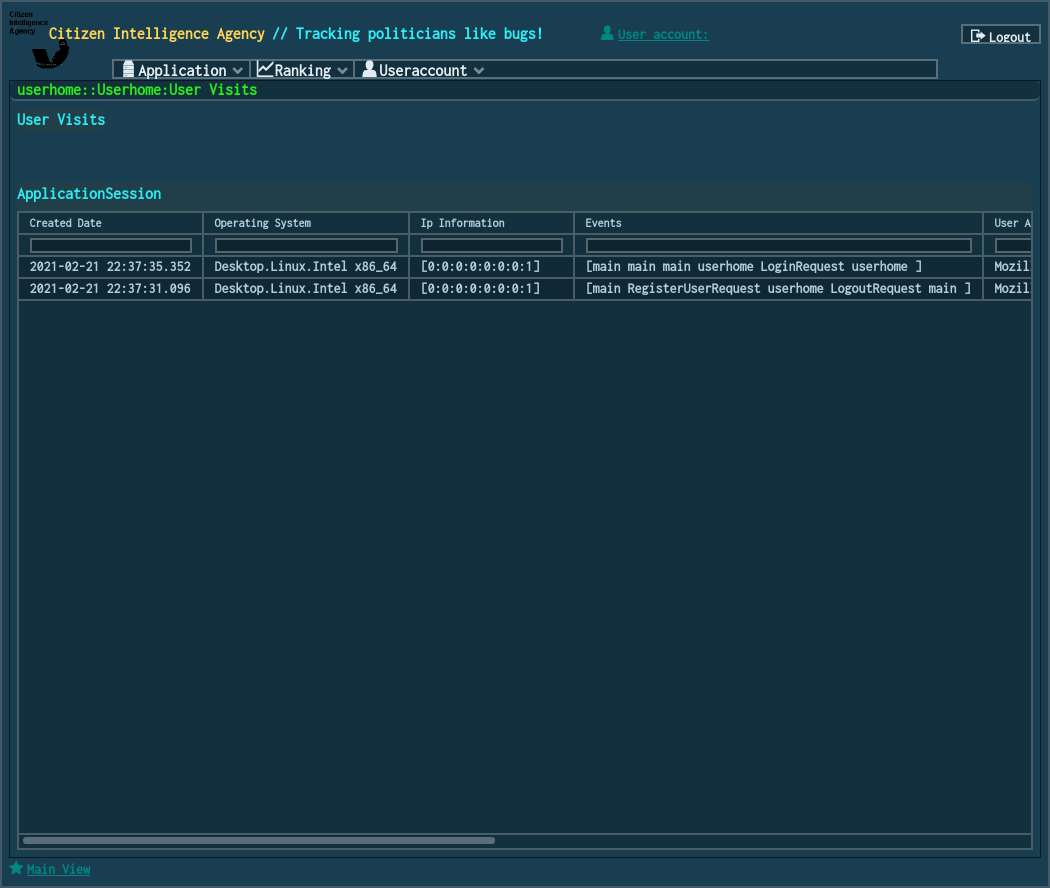 Citizen
Intelligence
Agency
Citizen Intelligence Agency // Tracking politicians like bugs!
User account:
Logout
Application
Ranking
Useraccount
userhome::Userhome:User Visits
User Visits
ApplicationSession
Created Date Operating System Ip Information Events User A
2021-02-21 22:37:35.352 Desktop.Linux.Intel x86_64 [0:0:0:0:0:0:0:1] [main main main userhome LoginRequest userhome ] Mozil
2021-02-21 22:37:31.096 Desktop.Linux.Intel x86_64 [0:0:0:0:0:0:0:1] [main RegisterUserRequest userhome LogoutRequest main ] Mozil
Main View